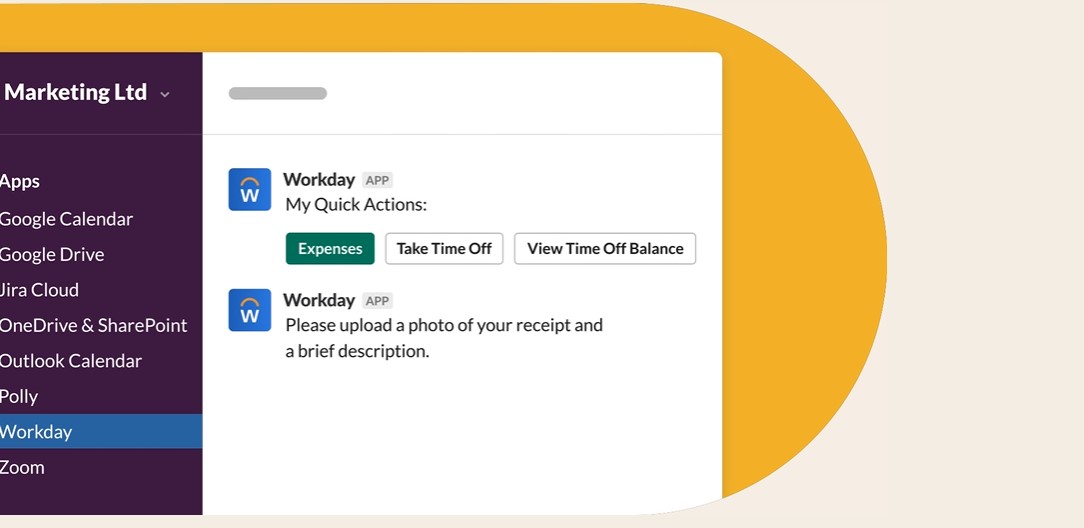 Marketing Ltd
Apps
Google Calendar
Google Drive
Jira Cloud
OneDrive & SharePoint
Outlook Calendar
Polly
Workday
Zoom
W
Workday APP
My Quick Actions:
Expenses Take Time Off View Time Off Balance
W
Workday APP
Please upload a photo of your receipt and
a brief description.